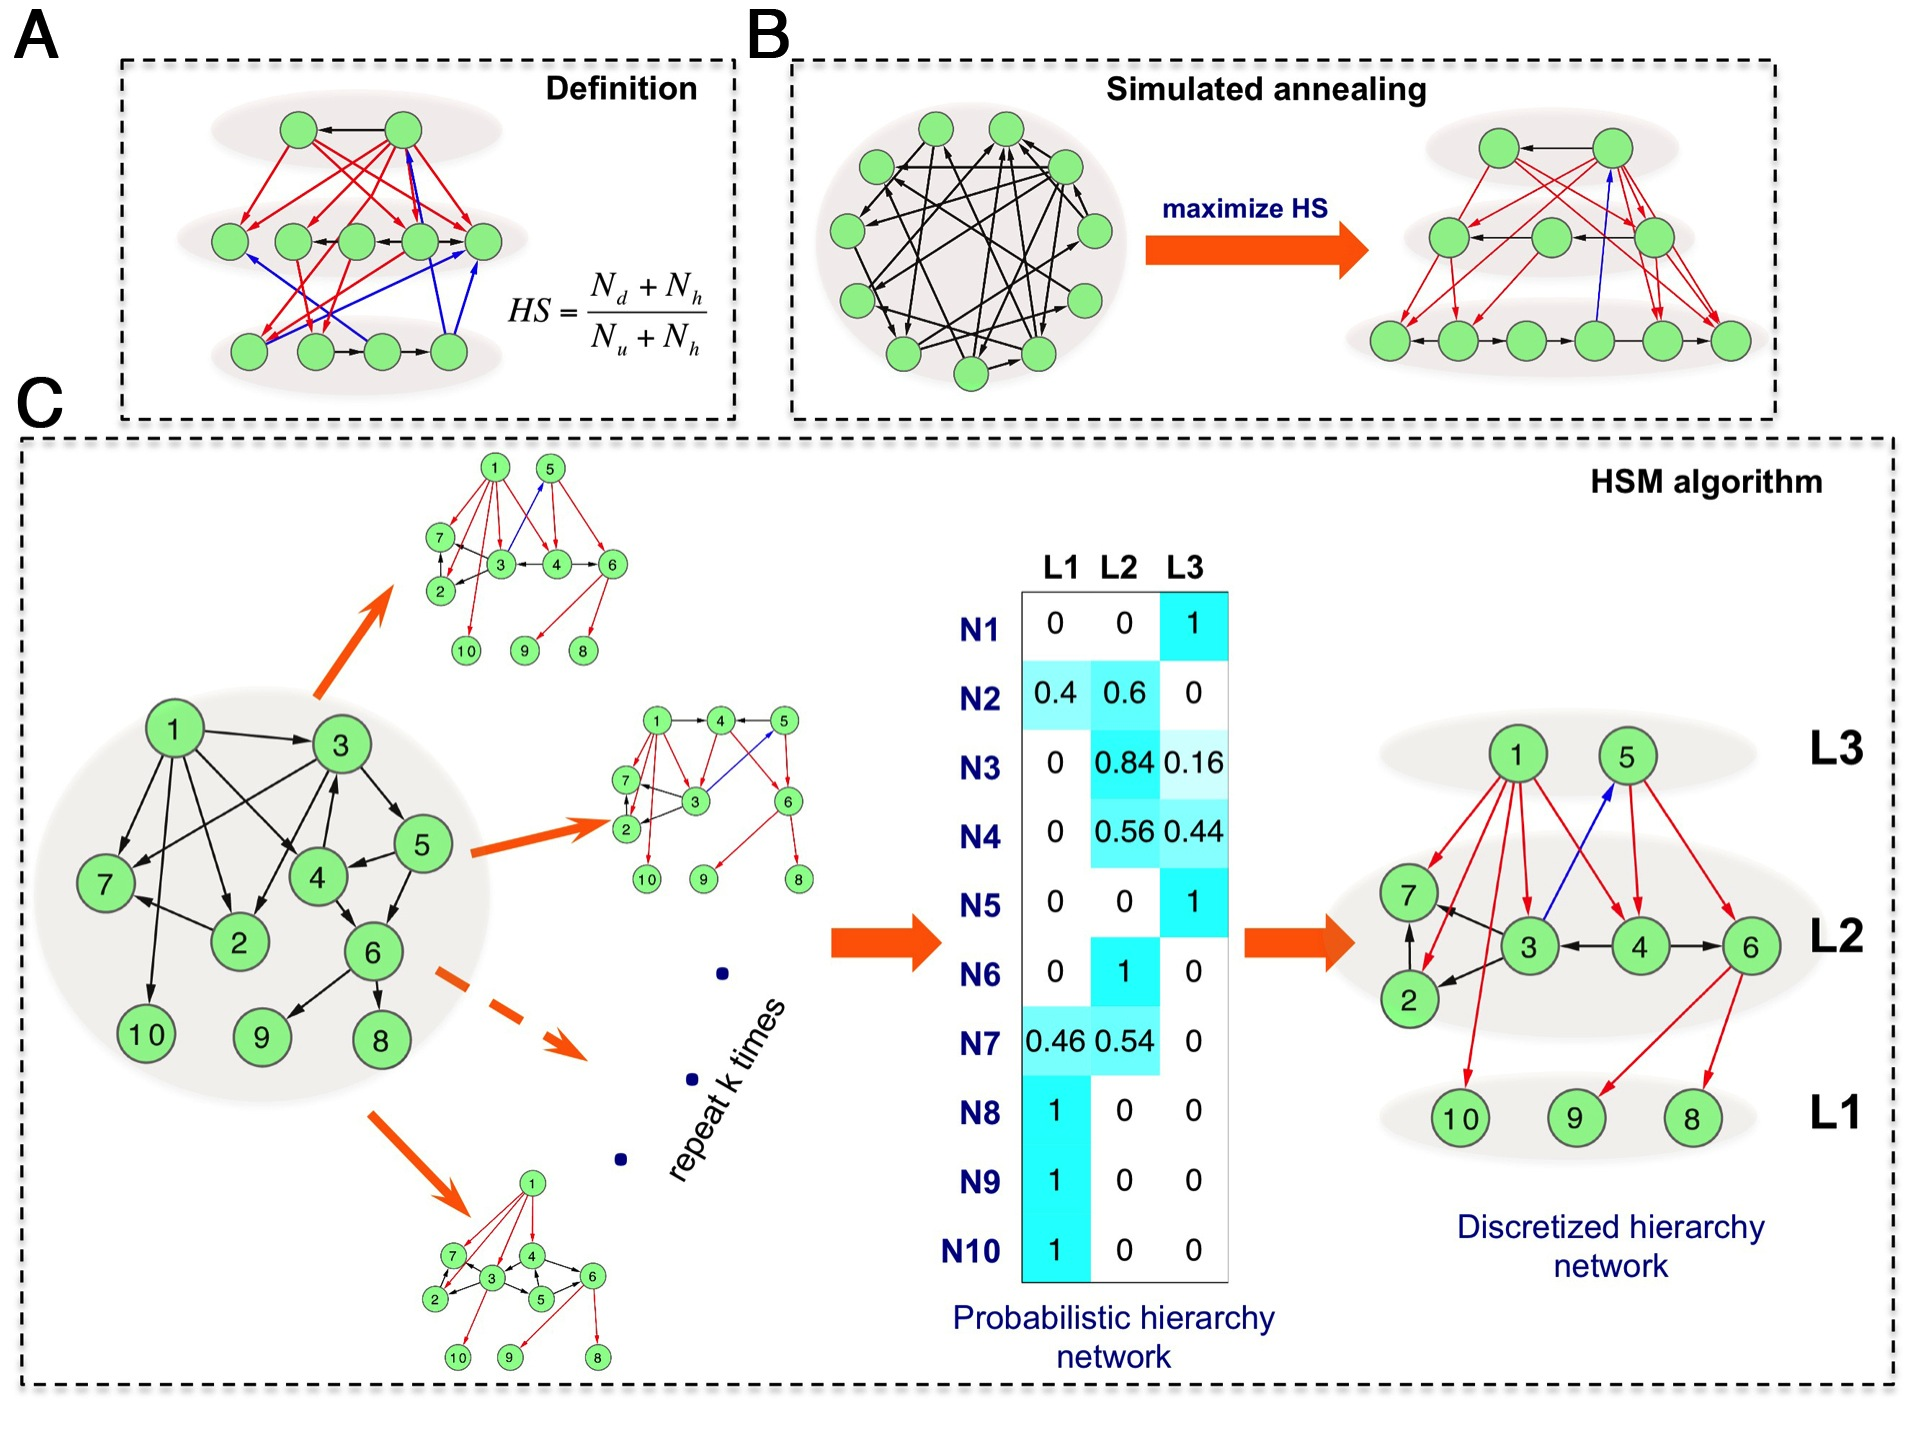 A
Definition
HS = (N_d + N_h) / (N_u + N_h)
B
Simulated annealing
maximize HS
C
HSM algorithm
1 5
7
3 4 6
2
10 9 8
1 4 5
7
3 6
2
10 9 8
1
3
5
7
4
2
6
10
9
8
repeat k times
1
7
4
3
6
2
5
10 9 8
L1 L2 L3
N1 0 0 1
N2 0.4 0.6 0
N3 0 0.84 0.16
N4 0 0.56 0.44
N5 0 0 1
N6 0 1 0
N7 0.46 0.54 0
N8 1 0 0
N9 1 0 0
N10 1 0 0
Probabilistic hierarchy
network
1 5 L3
7
3 4 6 L2
2
10 9 8 L1
Discretized hierarchy
network